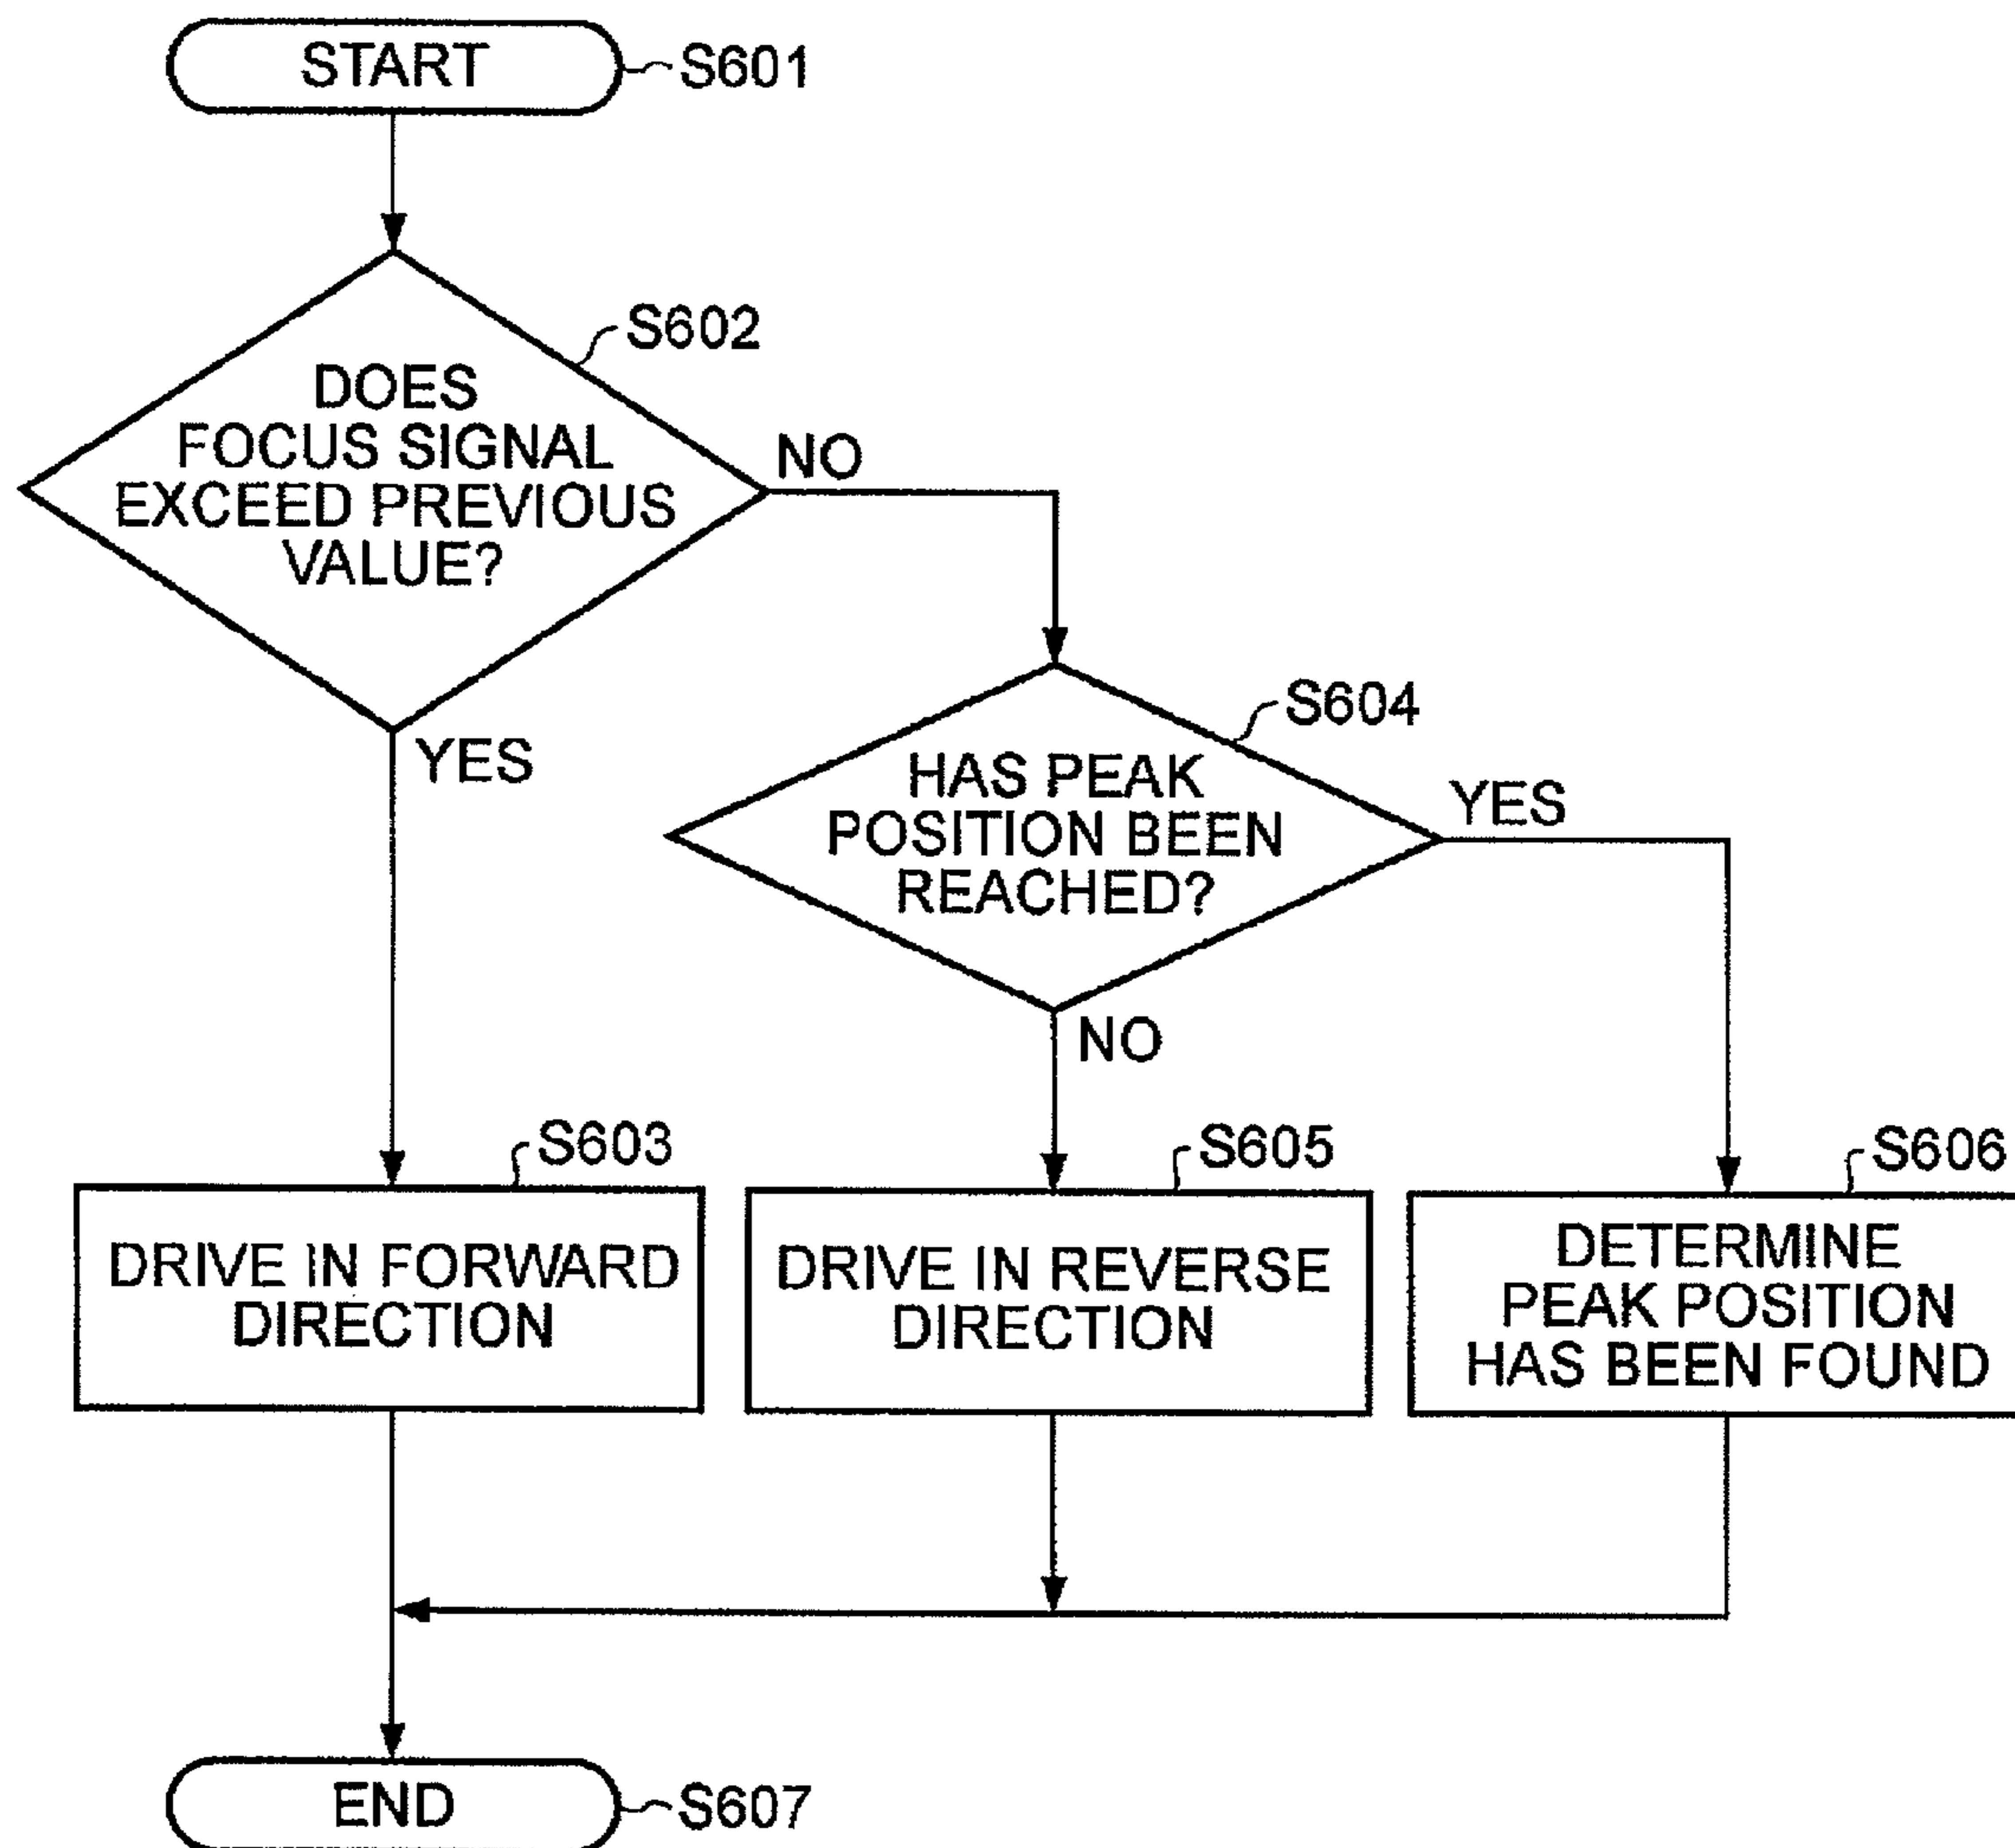 START
S601
S602
DOES
FOCUS SIGNAL
EXCEED PREVIOUS
VALUE?
NO
YES
S604
HAS PEAK
POSITION BEEN
REACHED?
YES
NO
S603
DRIVE IN FORWARD
DIRECTION
S605
DRIVE IN REVERSE
DIRECTION
S606
DETERMINE
PEAK POSITION
HAS BEEN FOUND
END
S607